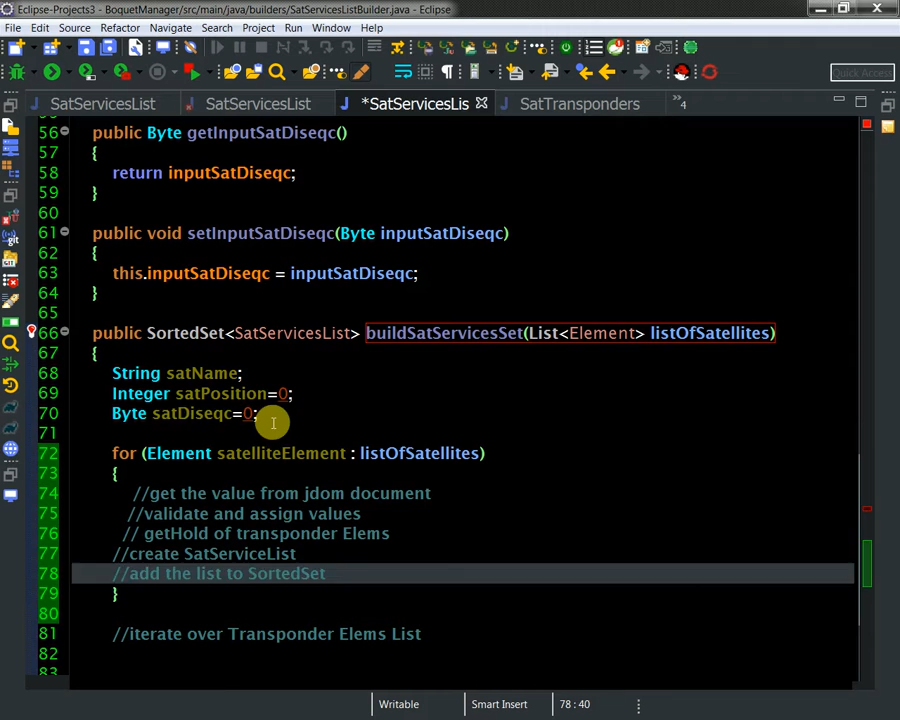 Eclipse-Projects3 - BoquetManager/src/main/java/builders/SatServicesListBuilder.java - Eclipse
File Edit Source Refactor Navigate Search Project Run Window Help
Quick Access
SatServicesList SatServicesList *SatServicesLis SatTransponders »4
56 public Byte getInputSatDiseqc()
57 {
58 return inputSatDiseqc;
59 }
60
61 public void setInputSatDiseqc(Byte inputSatDiseqc)
62 {
63 this.inputSatDiseqc = inputSatDiseqc;
64 }
65
66 public SortedSet<SatServicesList> buildSatServicesSet(List<Element> listOfSatellites)
67 {
68 String satName;
69 Integer satPosition=0;
70 Byte satDiseqc=0;
71
72 for (Element satelliteElement : listOfSatellites)
73 {
74 //get the value from jdom document
75 //validate and assign values
76 // getHold of transponder Elems
77 //create SatServiceList
78 //add the list to SortedSet
79 }
80
81 //iterate over Transponder Elems List
82
83
Writable Smart Insert 78 : 40